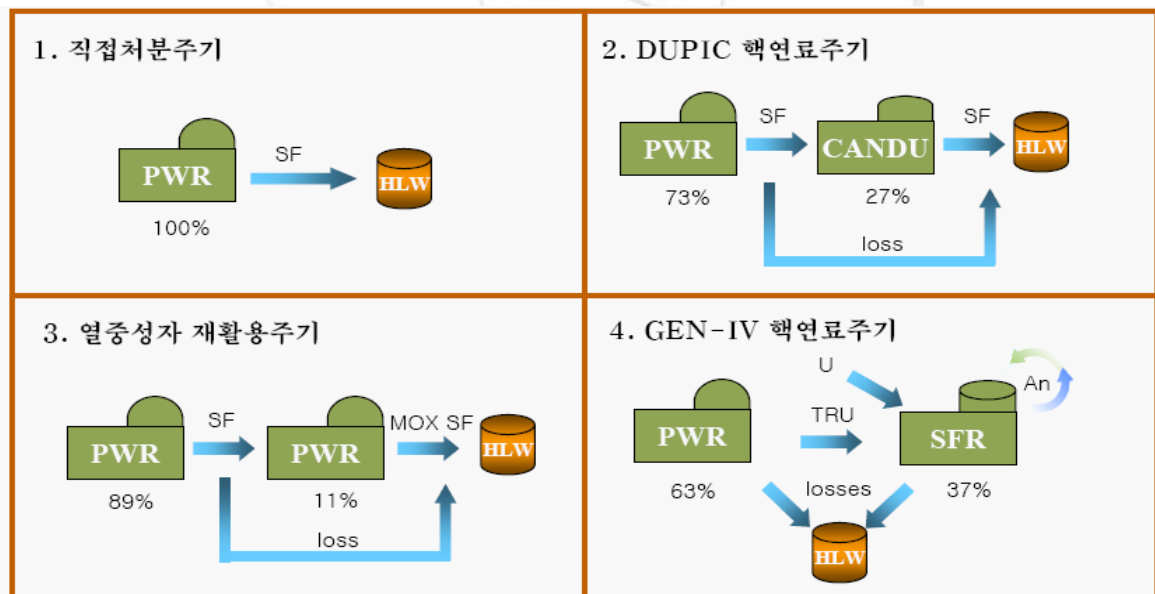 1. 직접처분주기
SF
PWR
HLW
100%
2. DUPIC 핵연료주기
SF
SF
PWR
CANDU
HLW
73%
27%
loss
3. 열중성자 재활용주기
SF
MOX SF
PWR
PWR
HLW
89%
11%
loss
4. GEN-IV 핵연료주기
U
An
TRU
PWR
SFR
63%
losses
37%
HLW